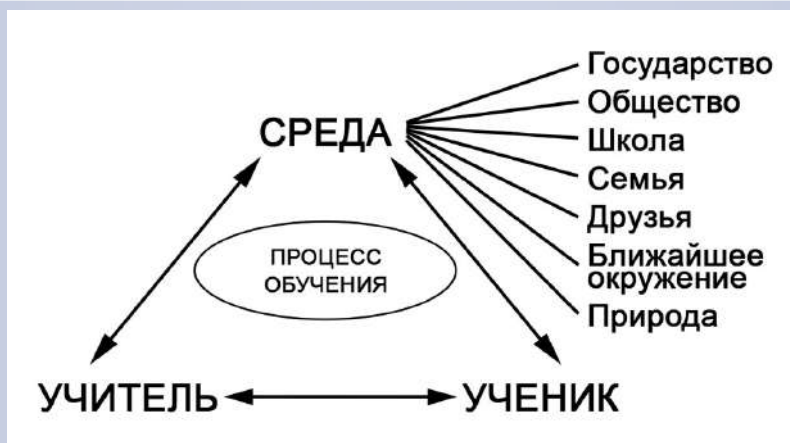 Государство
Общество
Школа
Семья
Друзья
Ближайшее
окружение
Природа
СРЕДА
ПРОЦЕСС
ОБУЧЕНИЯ
УЧИТЕЛЬ
УЧЕНИК